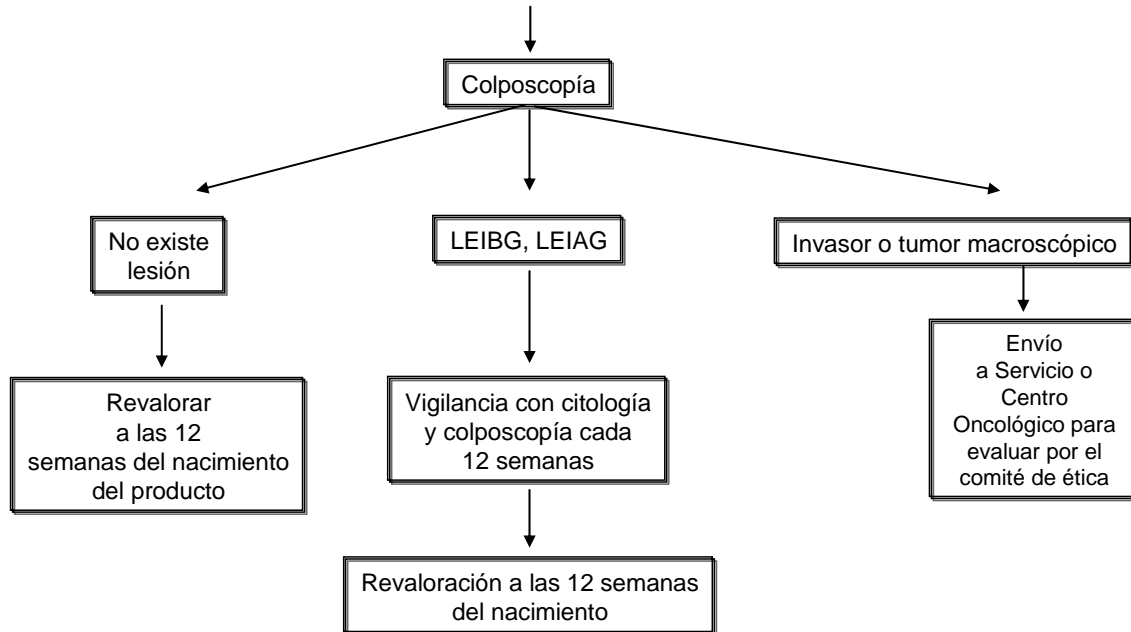 Colposcopía
No existe
lesión
LEIBG, LEIAG
Invasor o tumor macroscópico
Revalorar
a las 12
semanas del nacimiento
del producto
Vigilancia con citología
y colposcopía cada
12 semanas
Envío
a Servicio o
Centro
Oncológico para
evaluar por el
comité de ética
Revaloración a las 12 semanas
del nacimiento